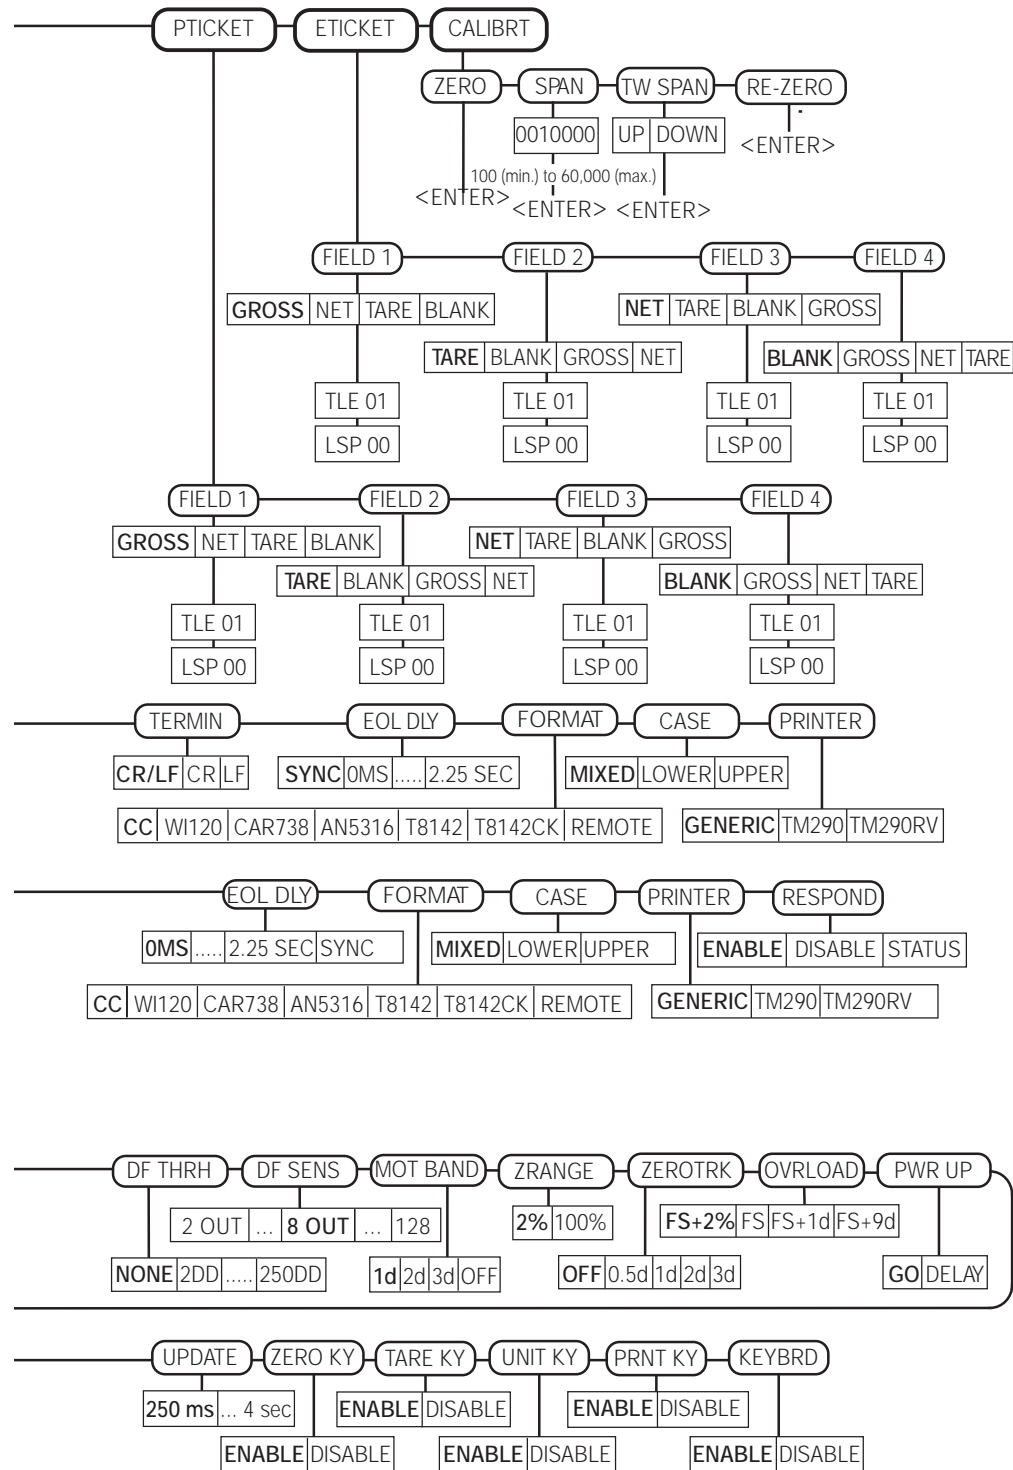 PTICKET ETICKET CALIBRT
ZERO SPAN TW SPAN RE-ZERO
0010000 UP DOWN <ENTER>
100 (min.) to 60,000 (max.)
<ENTER> <ENTER> <ENTER>
FIELD 1 FIELD 2 FIELD 3 FIELD 4
GROSS NET TARE BLANK NET TARE BLANK GROSS
TARE BLANK GROSS NET BLANK GROSS NET TARE
TLE 01 TLE 01 TLE 01 TLE 01
LSP 00 LSP 00 LSP 00 LSP 00
FIELD 1 FIELD 2 FIELD 3 FIELD 4
GROSS NET TARE BLANK NET TARE BLANK GROSS
TARE BLANK GROSS NET BLANK GROSS NET TARE
TLE 01 TLE 01 TLE 01 TLE 01
LSP 00 LSP 00 LSP 00 LSP 00
TERMIN EOL DLY FORMAT CASE PRINTER
CR/LF CR LF SYNC 0MS ..... 2.25 SEC MIXED LOWER UPPER
CC WI120 CAR738 AN5316 T8142 T8142CK REMOTE GENERIC TM290 TM290RV
EOL DLY FORMAT CASE PRINTER RESPOND
0MS ..... 2.25 SEC SYNC MIXED LOWER UPPER ENABLE DISABLE STATUS
CC WI120 CAR738 AN5316 T8142 T8142CK REMOTE GENERIC TM290 TM290RV
DF THRH DF SENS MOT BAND ZRANGE ZEROTRK OVRLOAD PWR UP
2 OUT ... 8 OUT ... 128 2% 100% FS+2% FS FS+1d FS+9d
NONE 2DD ..... 250DD 1d 2d 3d OFF OFF 0.5d 1d 2d 3d GO DELAY
UPDATE ZERO KY TARE KY UNIT KY PRNT KY KEYBRD
250 ms ... 4 sec ENABLE DISABLE ENABLE DISABLE
ENABLE DISABLE ENABLE DISABLE ENABLE DISABLE